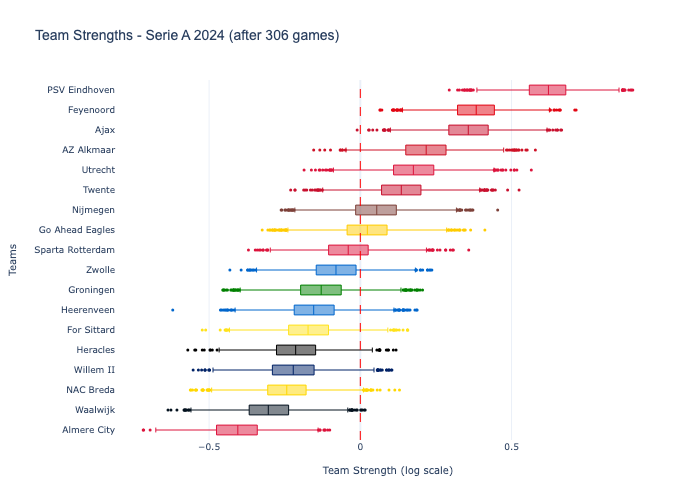 Team Strengths - Serie A 2024 (after 306 games)
PSV Eindhoven
Feyenoord
Ajax
AZ Alkmaar
Utrecht
Twente
Nijmegen
Go Ahead Eagles
Sparta Rotterdam
Zwolle
Groningen
Heerenveen
For Sittard
Heracles
Willem II
NAC Breda
Waalwijk
Almere City
Teams
−0.5
0
0.5
Team Strength (log scale)